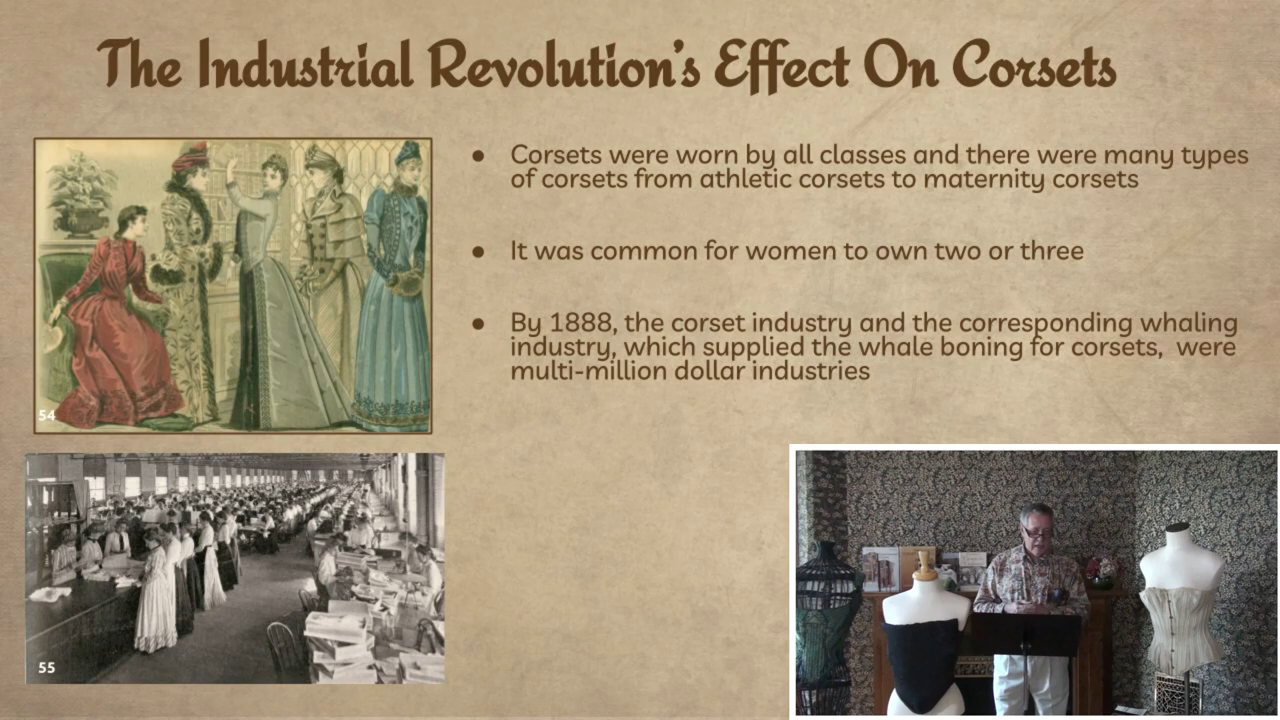 The Industrial Revolution's Effect On Corsets
● Corsets were worn by all classes and there were many types
of corsets from athletic corsets to maternity corsets
● It was common for women to own two or three
● By 1888, the corset industry and the corresponding whaling
industry, which supplied the whale boning for corsets,  were
multi-million dollar industries
54
55